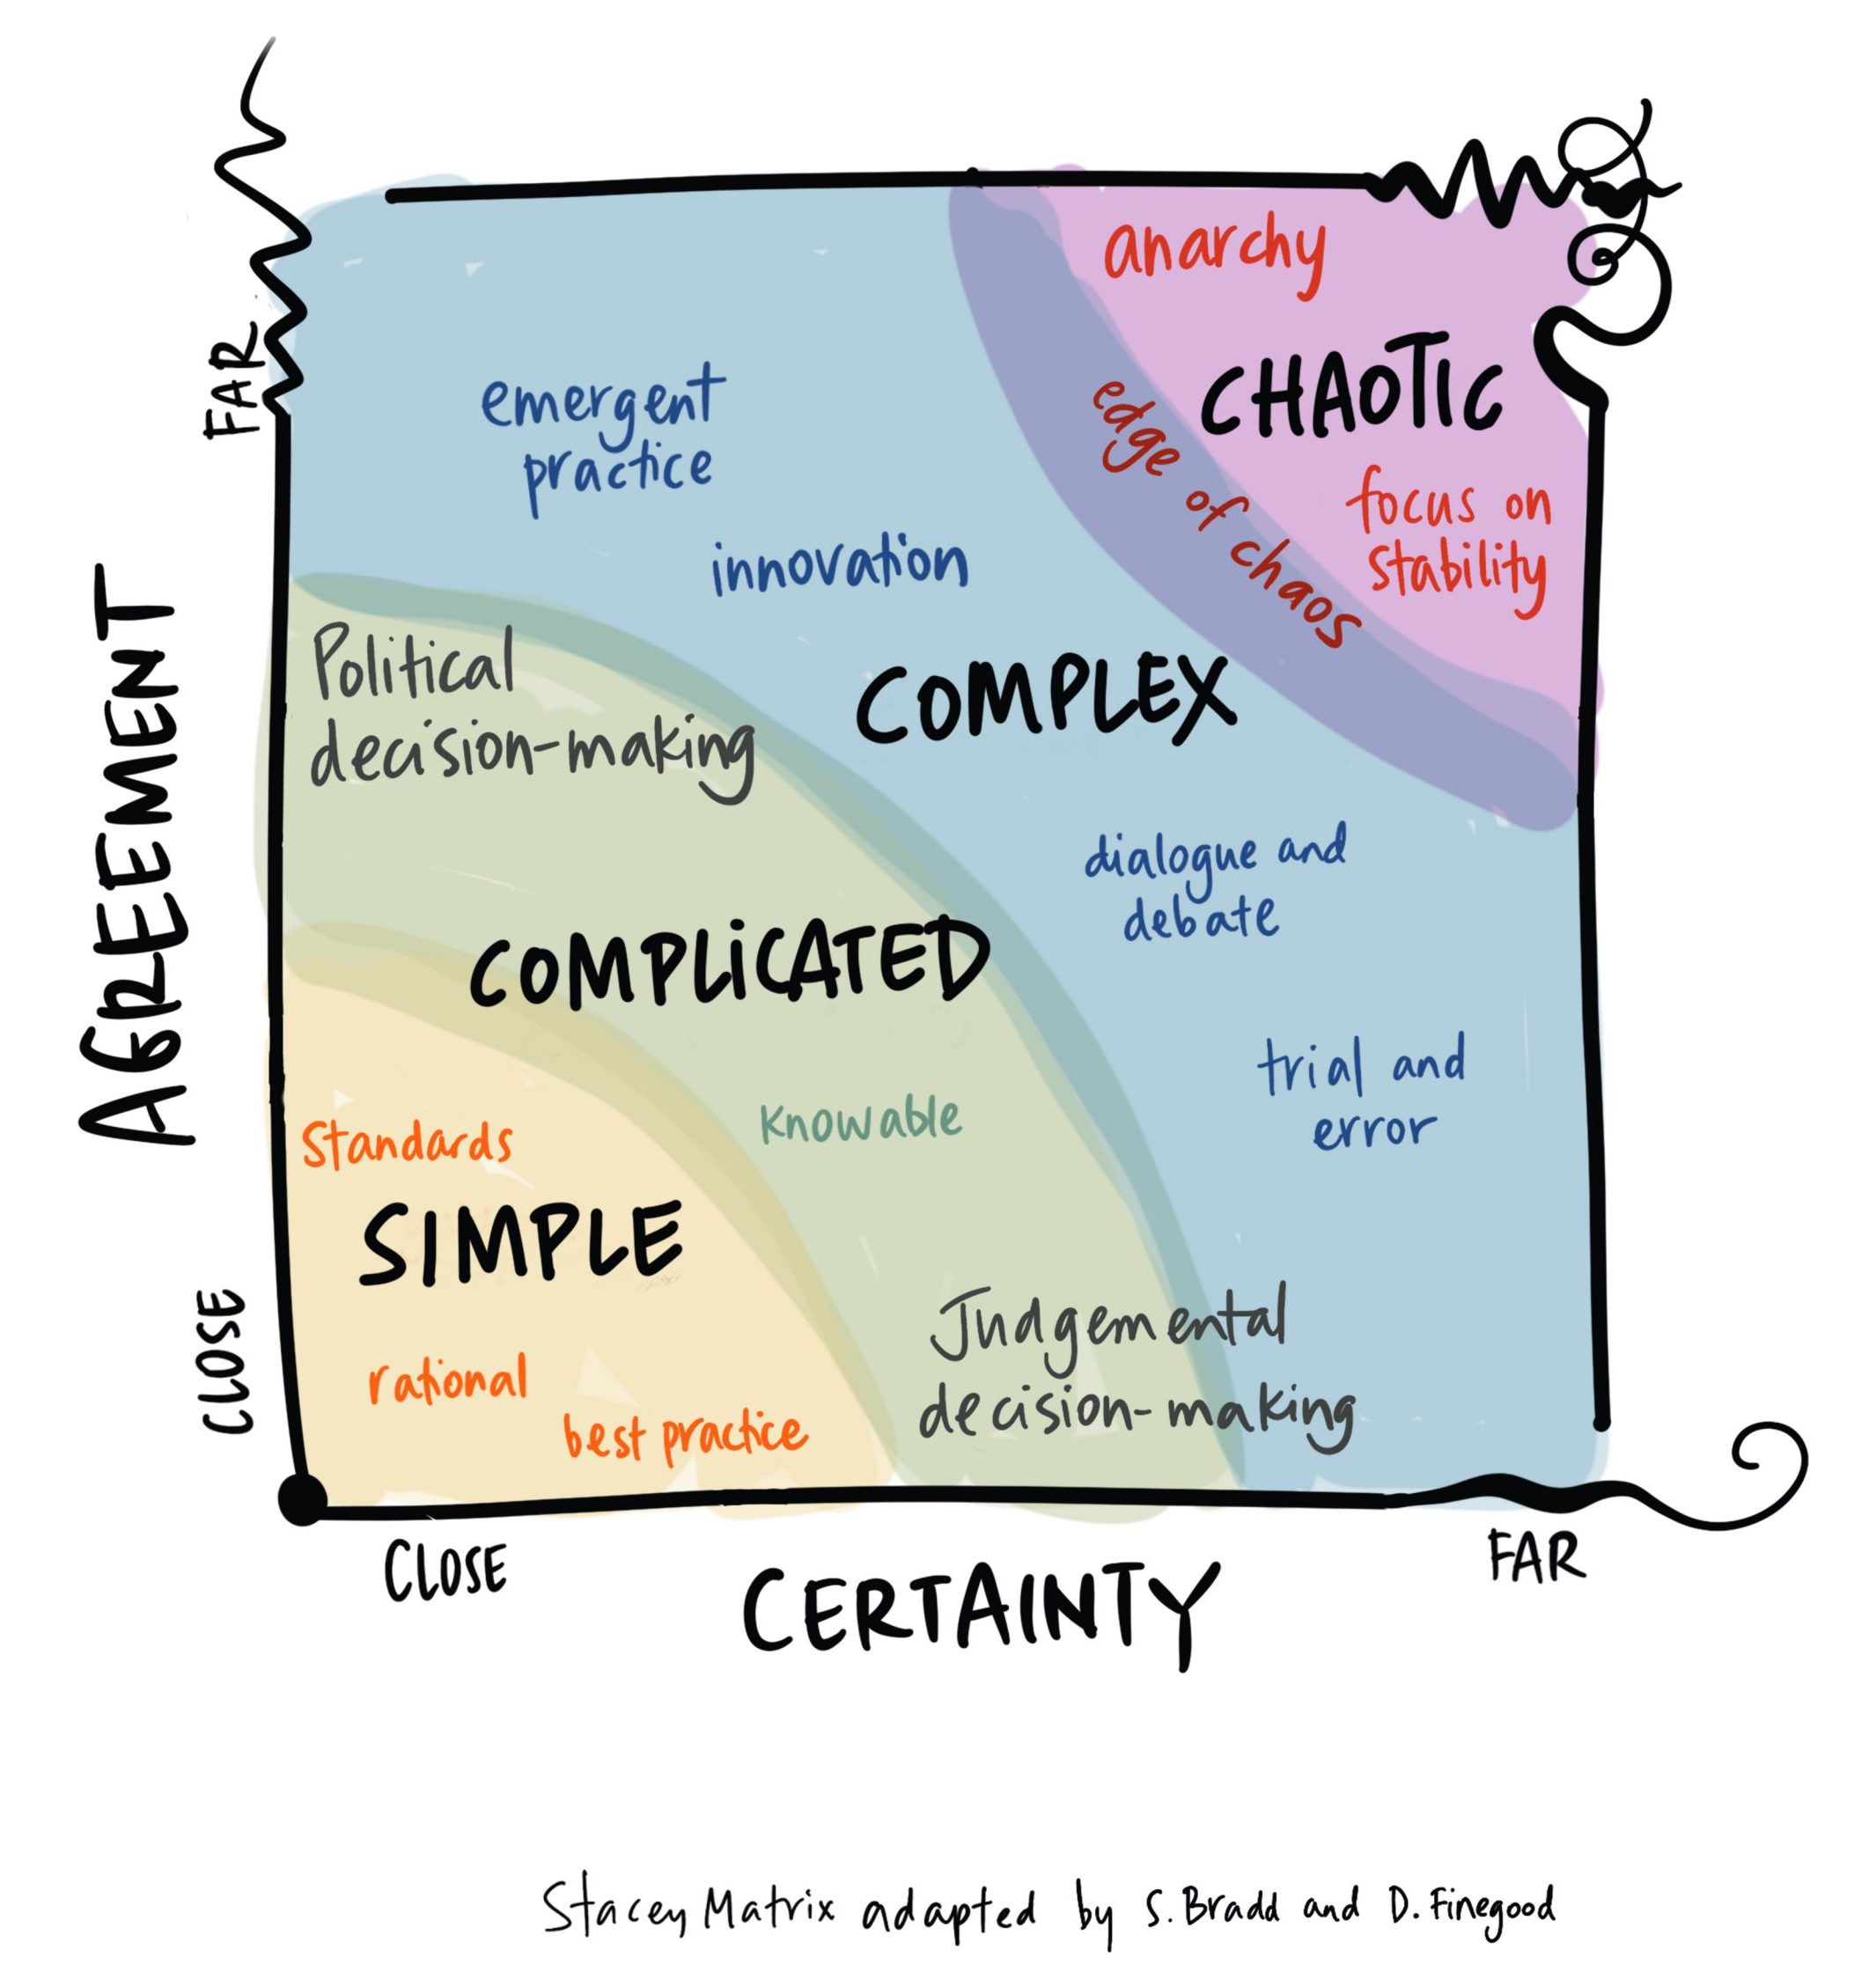 anarchy
CHAOTIC
focus on
stability
edge of chaos
FAR
emergent
practice
innovation
COMPLEX
dialogue and
debate
trial and
error
AGREEMENT
Political
decision-making
COMPLiCATED
Knowable
Judgemental
decision-making
Standards
SIMPLE
rational
best practice
CLOSE
CLOSE
FAR
CERTAINTY
Stacey Matrix adapted by S. Bradd and D. Finegood